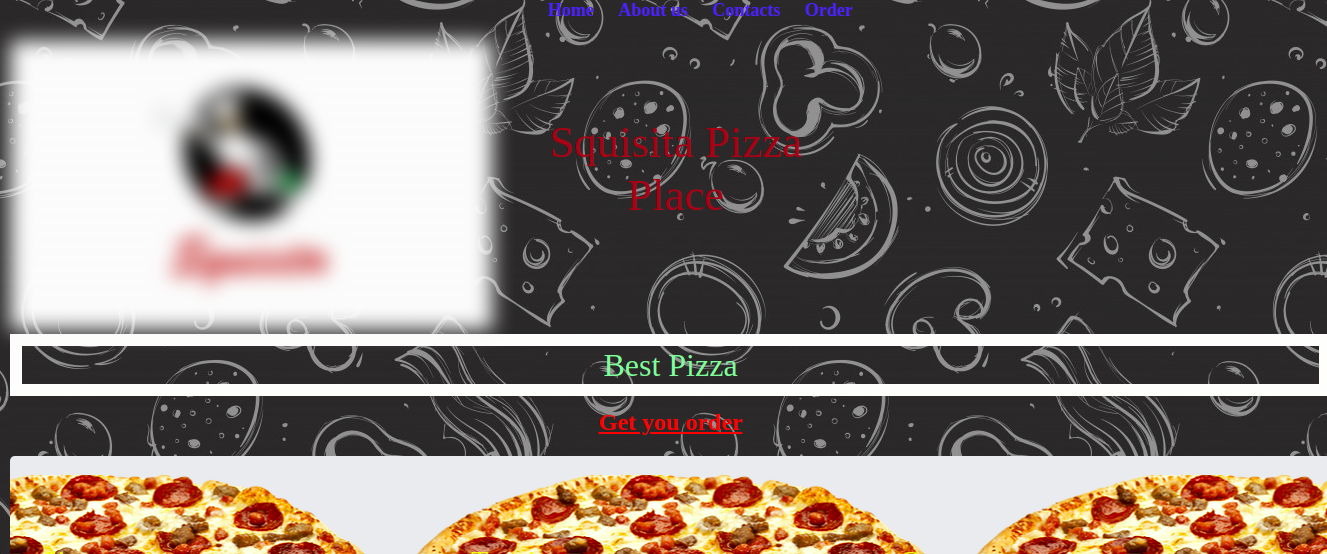 Home About us Contacts Order
Squisita Pizza
Place
Best Pizza
Get you order